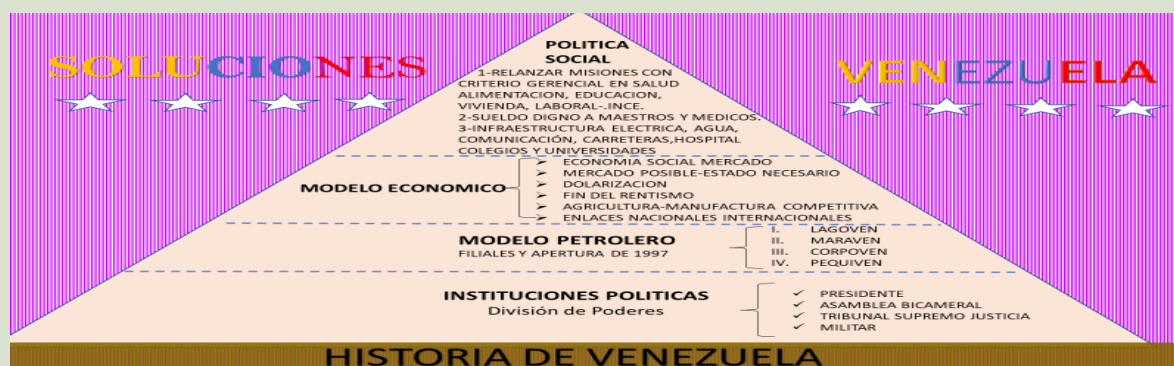 SOLUCIONES
VENEZUELA
POLITICA
SOCIAL
1-RELANZAR MISIONES CON
CRITERIO GERENCIAL EN SALUD
ALIMENTACION, EDUCACION,
VIVIENDA, LABORAL-.INCE.
2-SUELDO DIGNO A MAESTROS Y MEDICOS.
3-INFRAESTRUCTURA ELECTRICA, AGUA,
COMUNICACIÓN, CARRETERAS,HOSPITAL
COLEGIOS Y UNIVERSIDADES
MODELO ECONOMICO
➢ ECONOMIA SOCIAL MERCADO
➢ MERCADO POSIBLE-ESTADO NECESARIO
➢ DOLARIZACION
➢ FIN DEL RENTISMO
➢ AGRICULTURA-MANUFACTURA COMPETITIVA
➢ ENLACES NACIONALES INTERNACIONALES
MODELO PETROLERO
FILIALES Y APERTURA DE 1997
I. LAGOVEN
II. MARAVEN
III. CORPOVEN
IV. PEQUIVEN
INSTITUCIONES POLITICAS
División de Poderes
✓ PRESIDENTE
✓ ASAMBLEA BICAMERAL
✓ TRIBUNAL SUPREMO JUSTICIA
✓ MILITAR
HISTORIA DE VENEZUELA